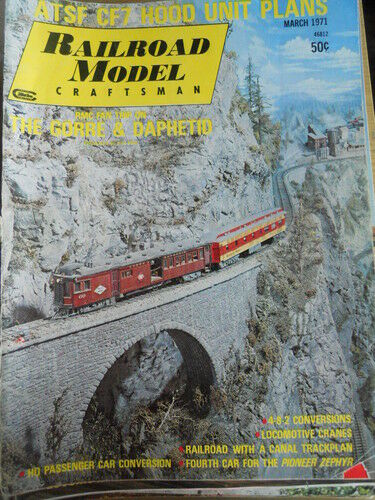 ATSF CF7 HOOD UNIT PLANS
MARCH 1971
46812
50¢
RAILROAD
MODEL
CRAFTSMAN
THE GORRE & DAPHETID
4-8-2 CONVERSIONS
LOCOMOTIVE CRANES
RAILROAD WITH A CANAL TRACKPLAN
HO PASSENGER CAR CONVERSION
FOURTH CAR FOR THE PIONEER ZEPHYR